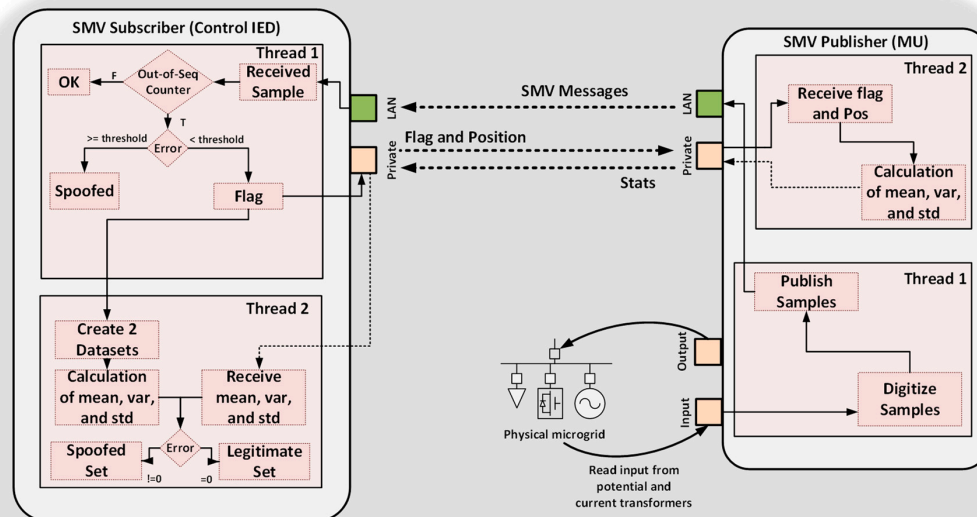 SMV Subscriber (Control IED)
Thread 1
OK
F
Out-of-Seq
Counter
Received
Sample
T
>= threshold
Error
< threshold
Spoofed
Flag
LAN
Private
Thread 2
Create 2
Datasets
Calculation
of mean, var,
and std
Receive
mean, var,
and std
Error
Spoofed
Set
!=0
=0
Legitimate
Set
SMV Messages
Flag and Position
Stats
SMV Publisher (MU)
LAN
Private
Thread 2
Receive flag
and Pos
Calculation
of mean, var,
and std
Thread 1
Publish
Samples
Digitize
Samples
Output
Input
Physical microgrid
Read input from
potential and
current transformers